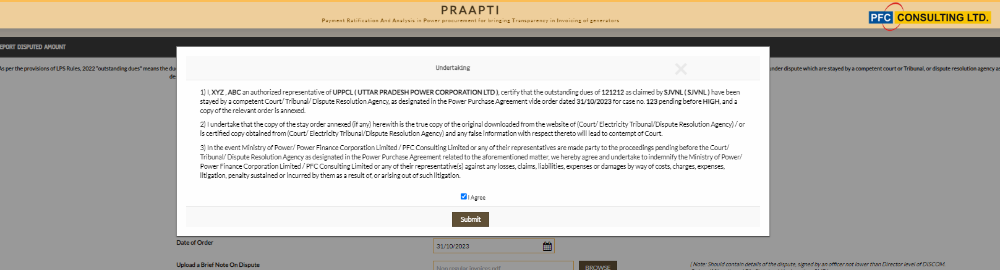 PRAAPTI
Payment Ratification And Analysis in Power procurement for bringing Transparency in Invoicing of generators
PFC CONSULTING LTD.
EPORT DISPUTED AMOUNT
As per the provisions of LPS Rules, 2022 "outstanding dues" means the du
nder dispute which are stayed by a competent court or Tribunal, or dispute resolution agency as
de
Undertaking
1) I, XYZ , ABC an authorized representative of UPPCL ( UTTAR PRADESH POWER CORPORATION LTD ), certify that the outstanding dues of 121212 as claimed by SJVNL ( SJVNL ) have been
stayed by a competent Court/ Tribunal/ Dispute Resolution Agency, as designated in the Power Purchase Agreement vide order dated 31/10/2023 for case no. 123 pending before HIGH, and a
copy of the relevant order is annexed.
2) I undertake that the copy of the stay order annexed (if any) herewith is the true copy of the original downloaded from the website of (Court/ Electricity Tribunal/Dispute Resolution Agency) / or
is certified copy obtained from (Court/ Electricity Tribunal/Dispute Resolution Agency) and any false information with respect thereto will lead to contempt of Court.
3) In the event Ministry of Power/ Power Finance Corporation Limited / PFC Consulting Limited or any of their representatives are made party to the proceedings pending before the Court/
Tribunal/ Dispute Resolution Agency as designated in the Power Purchase Agreement related to the aforementioned matter, we hereby agree and undertake to indemnify the Ministry of Power/
Power Finance Corporation Limited / PFC Consulting Limited or any of their representative(s) against any losses, claims, liabilities, expenses or damages by way of costs, charges, expenses,
litigation, penalty sustained or incurred by them as a result of, or arising out of such litigation.
I Agree
Submit
Date of Order
31/10/2023
Upload a Brief Note On Dispute
Non regular invoices.pdf
BROWSE
( Note: Should contain details of the dispute, signed by an officer not lower than Director level of DISCOM.